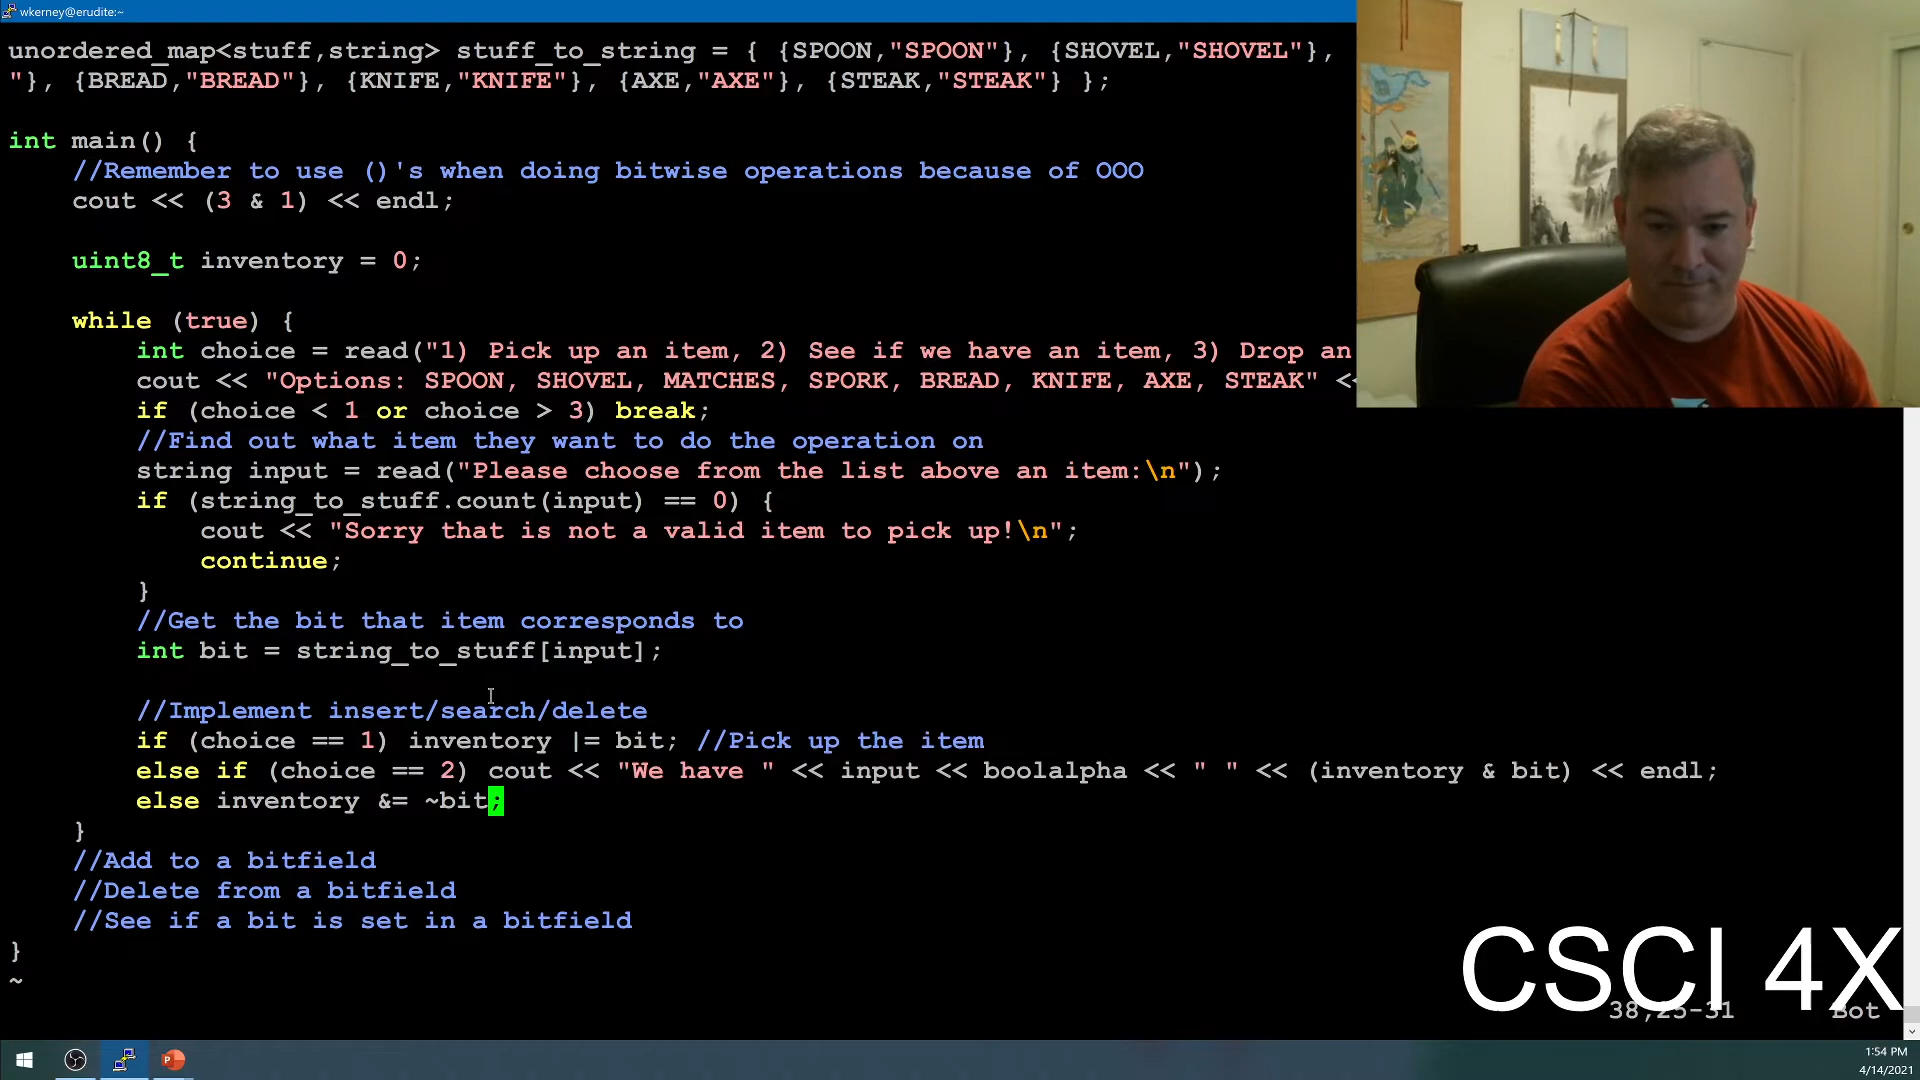 wkerney@erudite:~
unordered_map<stuff,string> stuff_to_string = { {SPOON,"SPOON"}, {SHOVEL,"SHOVEL"},
"}, {BREAD,"BREAD"}, {KNIFE,"KNIFE"}, {AXE,"AXE"}, {STEAK,"STEAK"} };
int main() {
//Remember to use ()'s when doing bitwise operations because of OOO
cout << (3 & 1) << endl;
uint8_t inventory = 0;
while (true) {
int choice = read("1) Pick up an item, 2) See if we have an item, 3) Drop an
cout << "Options: SPOON, SHOVEL, MATCHES, SPORK, BREAD, KNIFE, AXE, STEAK" <<
if (choice < 1 or choice > 3) break;
//Find out what item they want to do the operation on
string input = read("Please choose from the list above an item:\n");
if (string_to_stuff.count(input) == 0) {
cout << "Sorry that is not a valid item to pick up!\n";
continue;
}
//Get the bit that item corresponds to
int bit = string_to_stuff[input];
//Implement insert/search/delete
if (choice == 1) inventory |= bit; //Pick up the item
else if (choice == 2) cout << "We have " << input << boolalpha << " " << (inventory & bit) << endl;
else inventory &= ~bit;
}
//Add to a bitfield
//Delete from a bitfield
//See if a bit is set in a bitfield
}
~
CSCI 4X
38,25-31 Bot
1:54 PM
4/14/2021